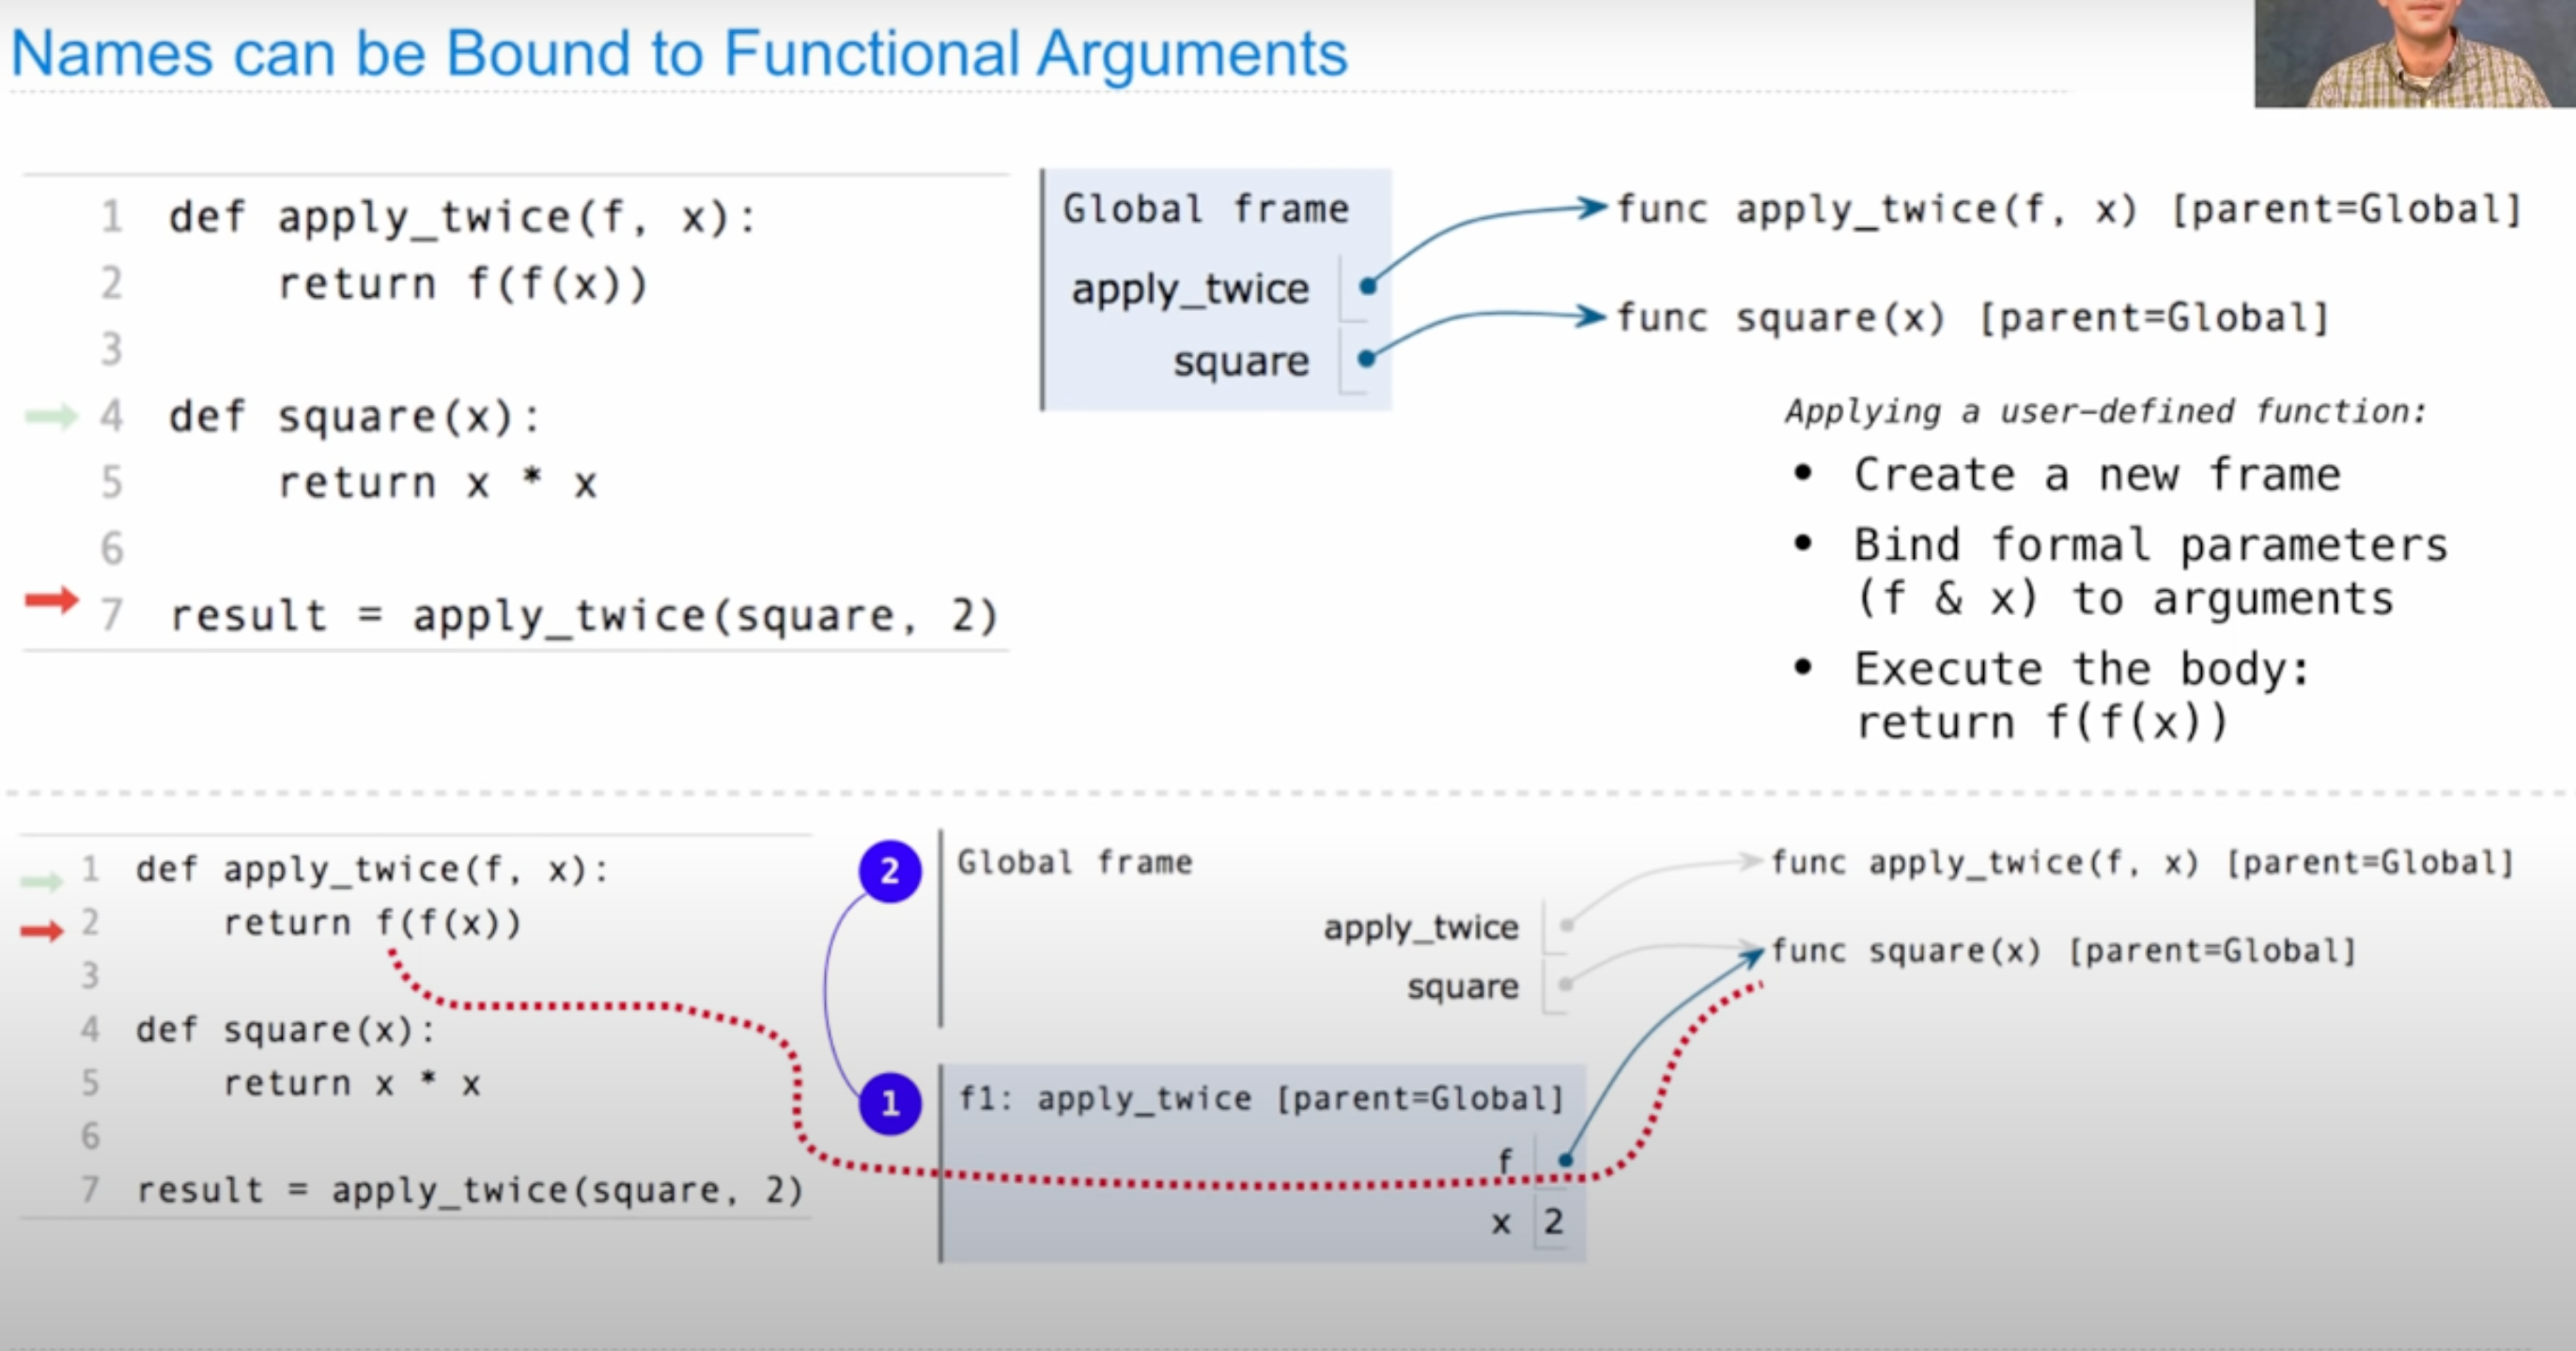 Names can be Bound to Functional Arguments
1 def apply_twice(f, x):
2 return f(f(x))
3
4 def square(x):
5 return x * x
6
7 result = apply_twice(square, 2)
Global frame
apply_twice
square
func apply_twice(f, x) [parent=Global]
func square(x) [parent=Global]
Applying a user-defined function:
• Create a new frame
• Bind formal parameters
(f & x) to arguments
• Execute the body:
return f(f(x))
1 def apply_twice(f, x):
2 return f(f(x))
3
4 def square(x):
5 return x * x
6
7 result = apply_twice(square, 2)
2
Global frame
apply_twice
square
1
f1: apply_twice [parent=Global]
f
x 2
func apply_twice(f, x) [parent=Global]
func square(x) [parent=Global]